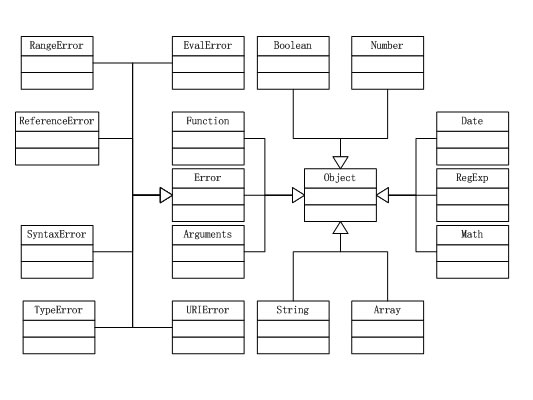 RangeError
EvalError
Boolean
Number
ReferenceError
Function
Date
Error
Object
RegExp
SyntaxError
Arguments
Math
TypeError
URIError
String
Array